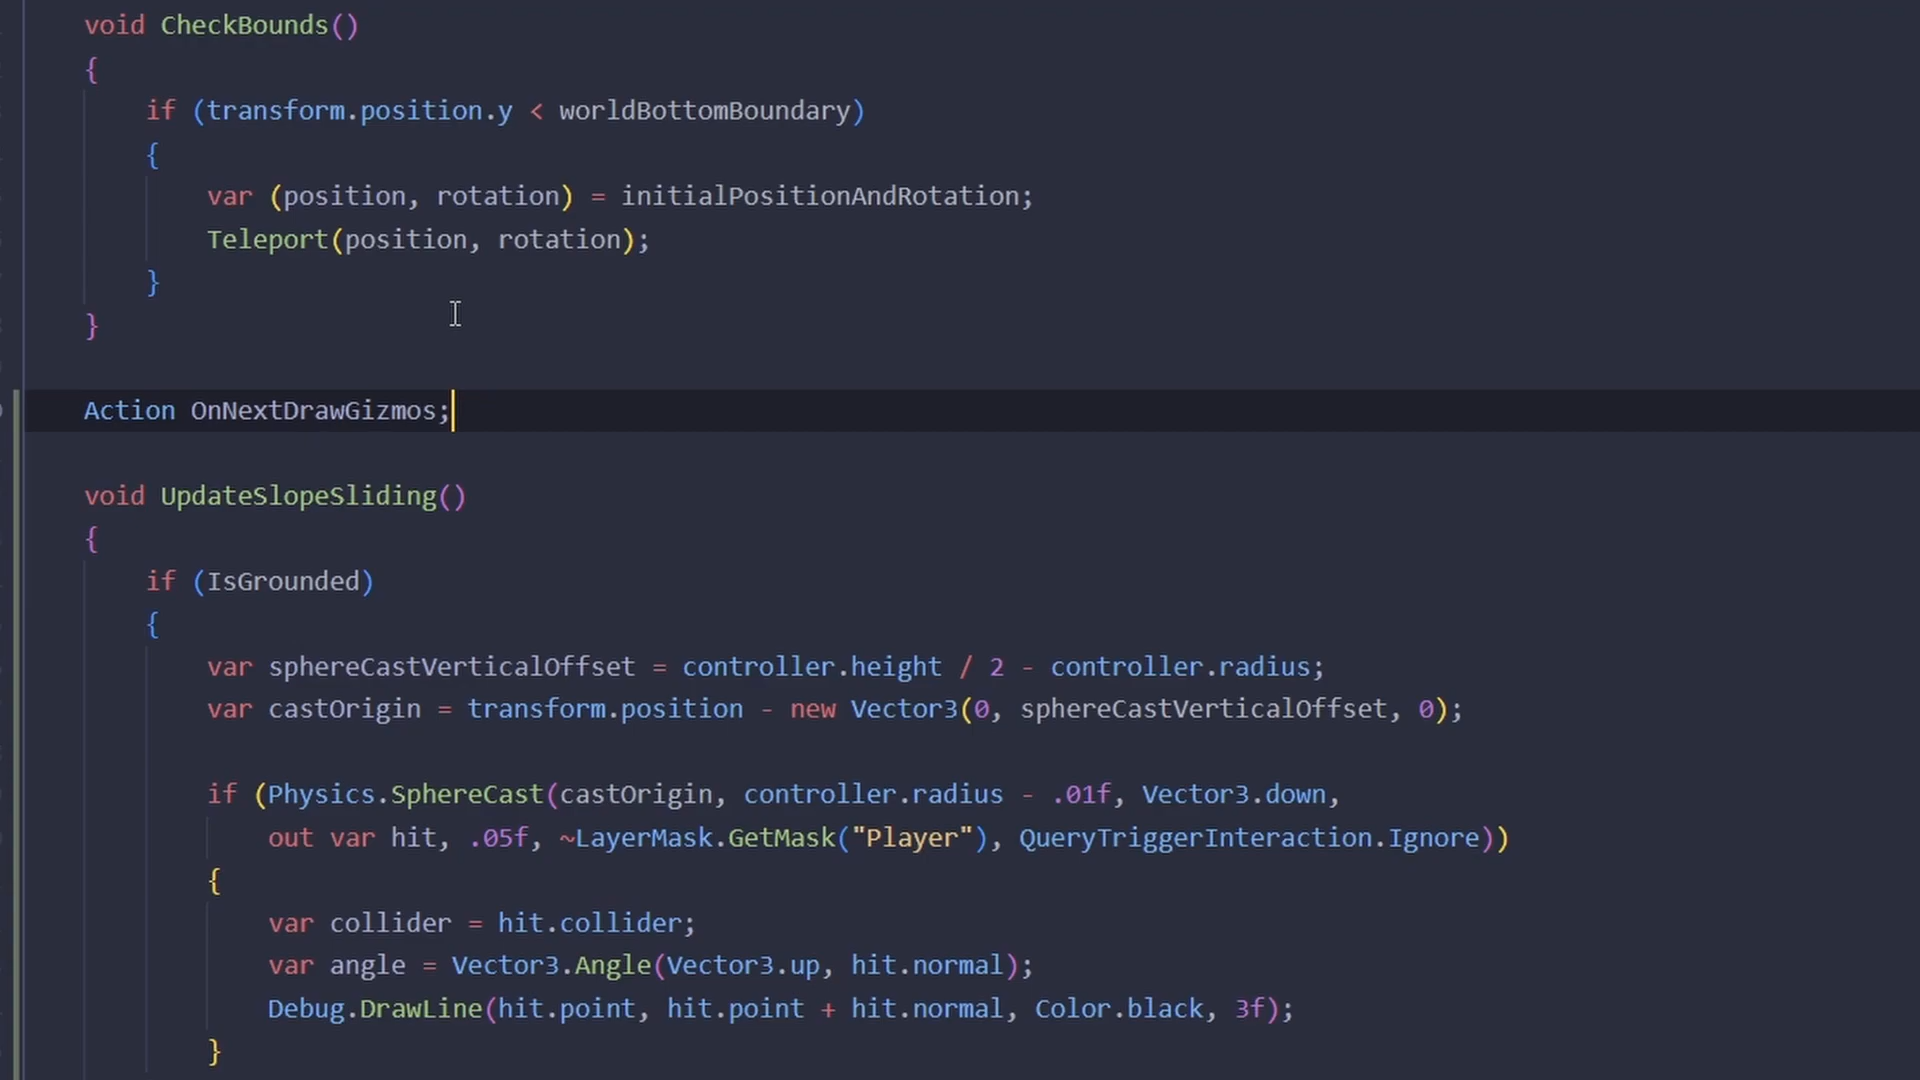 void CheckBounds()
{
if (transform.position.y < worldBottomBoundary)
{
var (position, rotation) = initialPositionAndRotation;
Teleport(position, rotation);
}
}
Action OnNextDrawGizmos;
void UpdateSlopeSliding()
{
if (IsGrounded)
{
var sphereCastVerticalOffset = controller.height / 2 - controller.radius;
var castOrigin = transform.position - new Vector3(0, sphereCastVerticalOffset, 0);
if (Physics.SphereCast(castOrigin, controller.radius - .01f, Vector3.down,
out var hit, .05f, ~LayerMask.GetMask("Player"), QueryTriggerInteraction.Ignore))
{
var collider = hit.collider;
var angle = Vector3.Angle(Vector3.up, hit.normal);
Debug.DrawLine(hit.point, hit.point + hit.normal, Color.black, 3f);
}